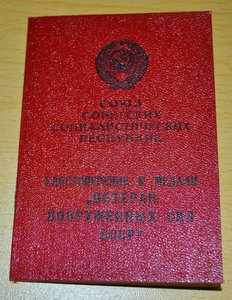 СОЮЗ
СОВЕТСКИХ
СОЦИАЛИСТИЧЕСКИХ
РЕСПУБЛИК
УДОСТОВЕРЕНИЕ К МЕДАЛИ
„ВЕТЕРАН
ВООРУЖЕННЫХ СИЛ
СССР“